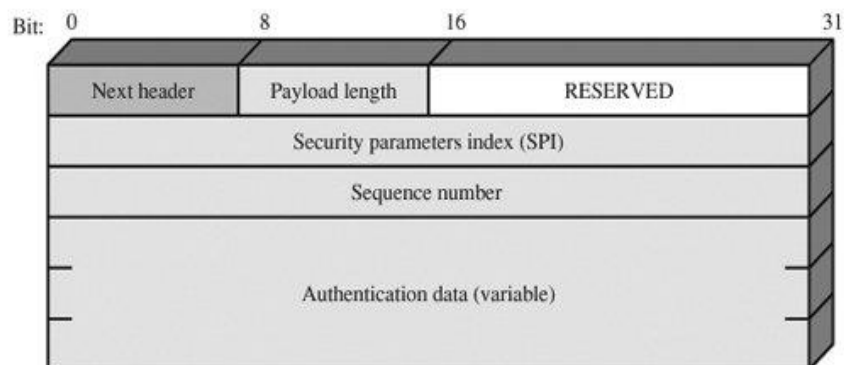 Bit: 0 8 16 31
Next header Payload length RESERVED
Security parameters index (SPI)
Sequence number
Authentication data (variable)